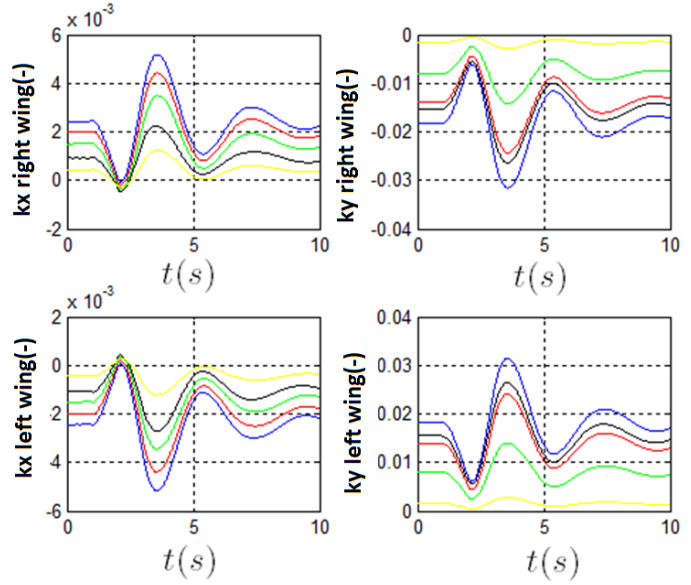 x 10⁻³
6
4
2
0
-2
kx right wing(-)
0 5 10
t(s)
0
-0.01
-0.02
-0.03
-0.04
ky right wing(-)
0 5 10
t(s)
x 10⁻³
2
0
-2
-4
-6
kx left wing(-)
0 5 10
t(s)
0.04
0.03
0.02
0.01
0
ky left wing(-)
0 5 10
t(s)